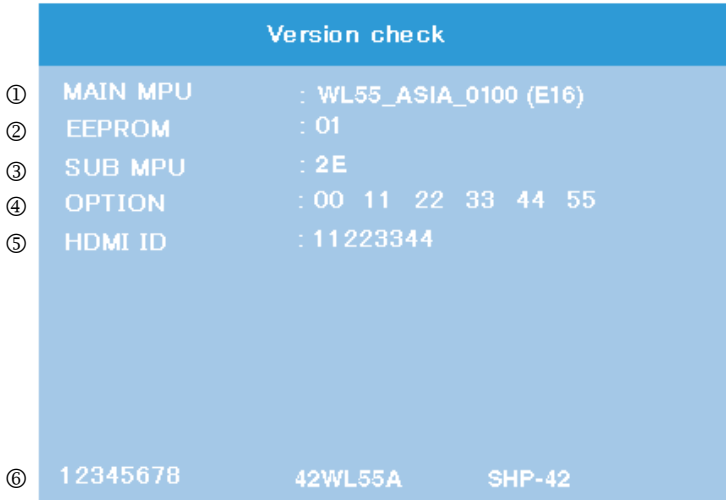 Version check
① MAIN MPU : WL55_ASIA_0100 (E16)
② EEPROM : 01
③ SUB MPU : 2E
④ OPTION : 00 11 22 33 44 55
⑤ HDMI ID : 11223344
⑥ 12345678 42WL55A SHP-42